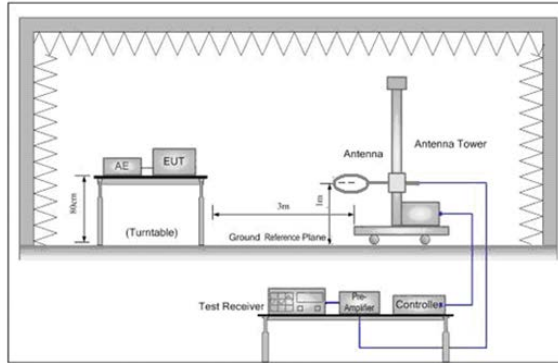 Antenna Tower
Antenna
AE
EUT
80cm
(Turntable)
3m
1m
Ground Reference Plane
Test Receiver
Pre-
Amplifier
Controller